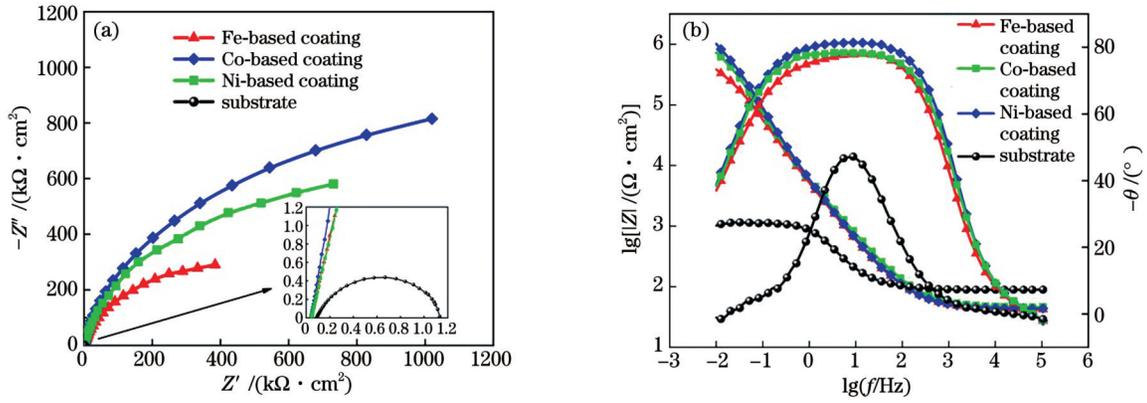 (a)
1200
1000
800
600
400
200
0
−Z″ /(kΩ · cm²)
Fe-based coating
Co-based coating
Ni-based coating
substrate
1.2
1.0
0.8
0.6
0.4
0.2
0
0 0.2 0.4 0.6 0.8 1.0 1.2
0 200 400 600 800 1000 1200
Z′ /(kΩ · cm²)
(b)
6
5
4
3
2
1
lg[|Z| /(Ω · cm²)]
Fe-based
coating
Co-based
coating
Ni-based
coating
substrate
80
60
40
20
0
−θ/(°)
−3 −2 −1 0 1 2 3 4 5 6
lg(f/Hz)